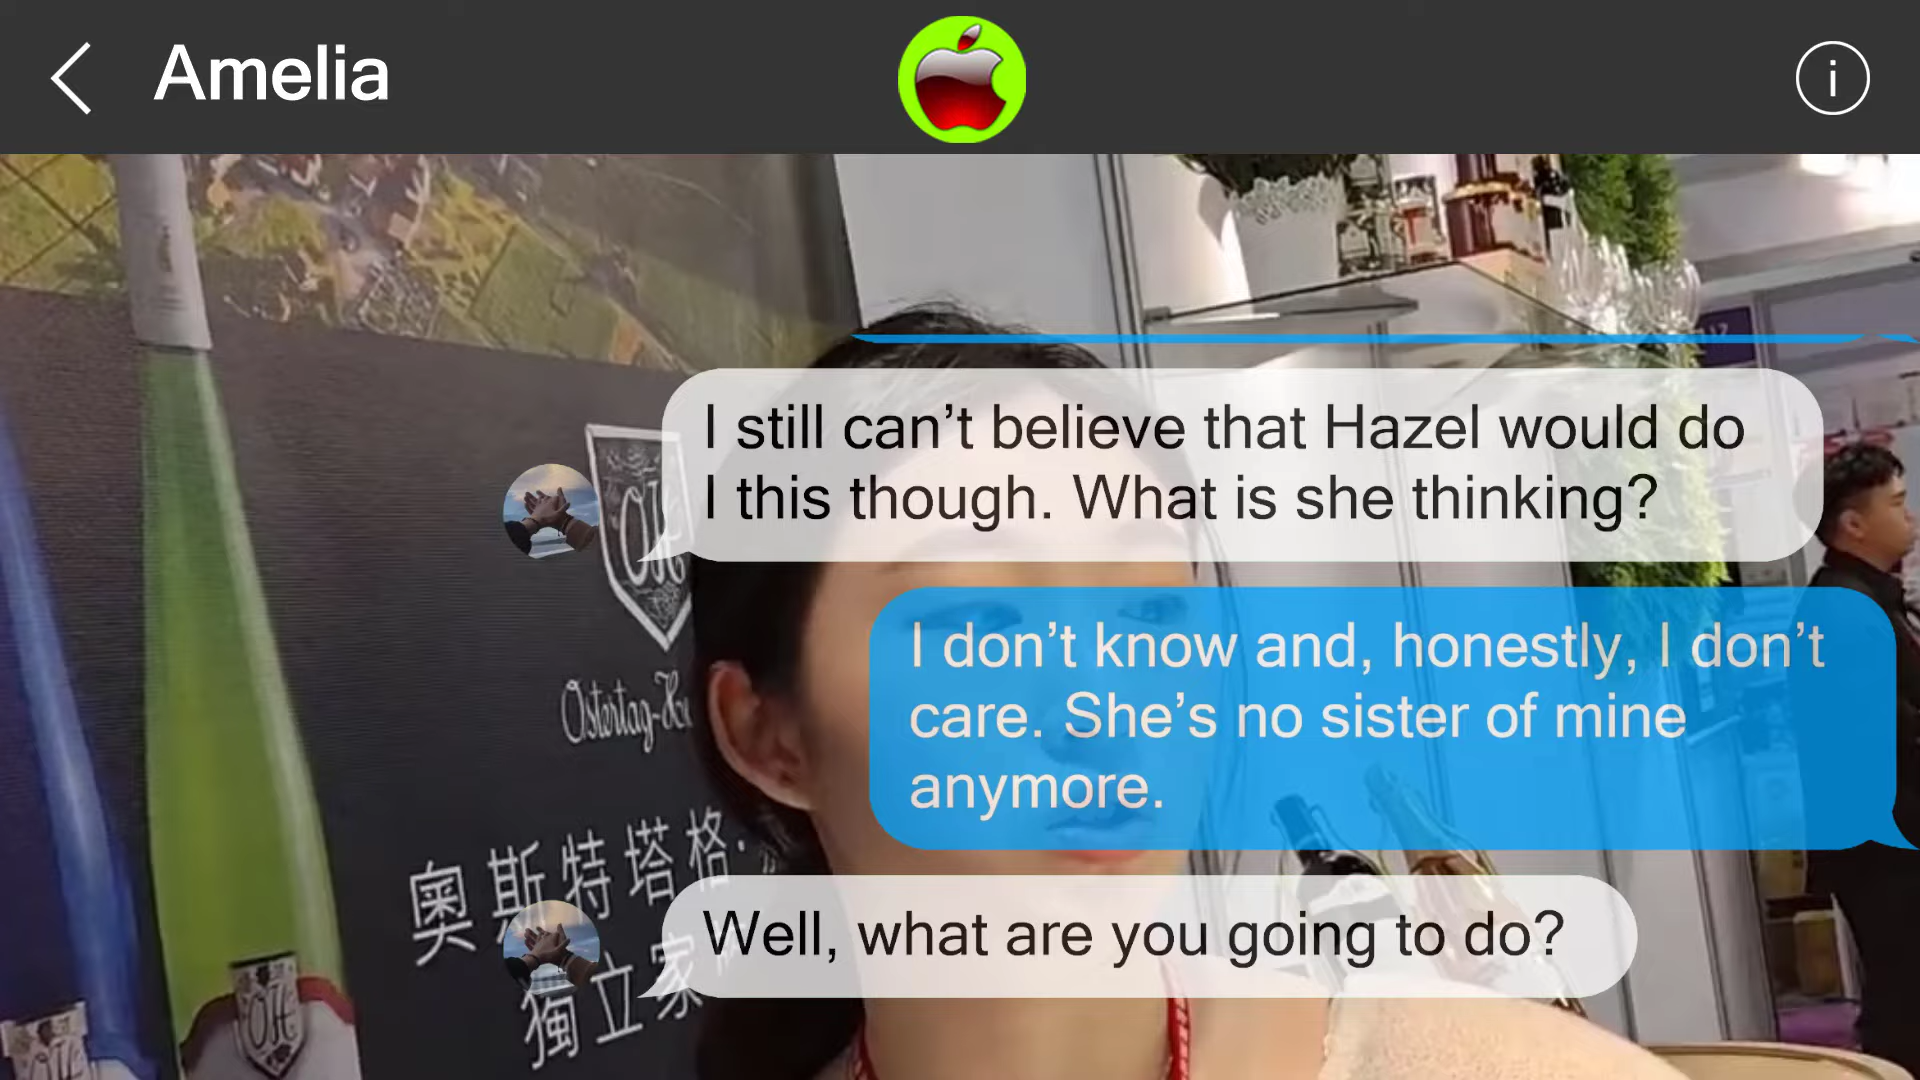 Amelia
I still can’t believe that Hazel would do
I this though. What is she thinking?
I don’t know and, honestly, I don’t
care. She’s no sister of mine
anymore.
Well, what are you going to do?
OH
奧斯特塔格·
獨立家
OH